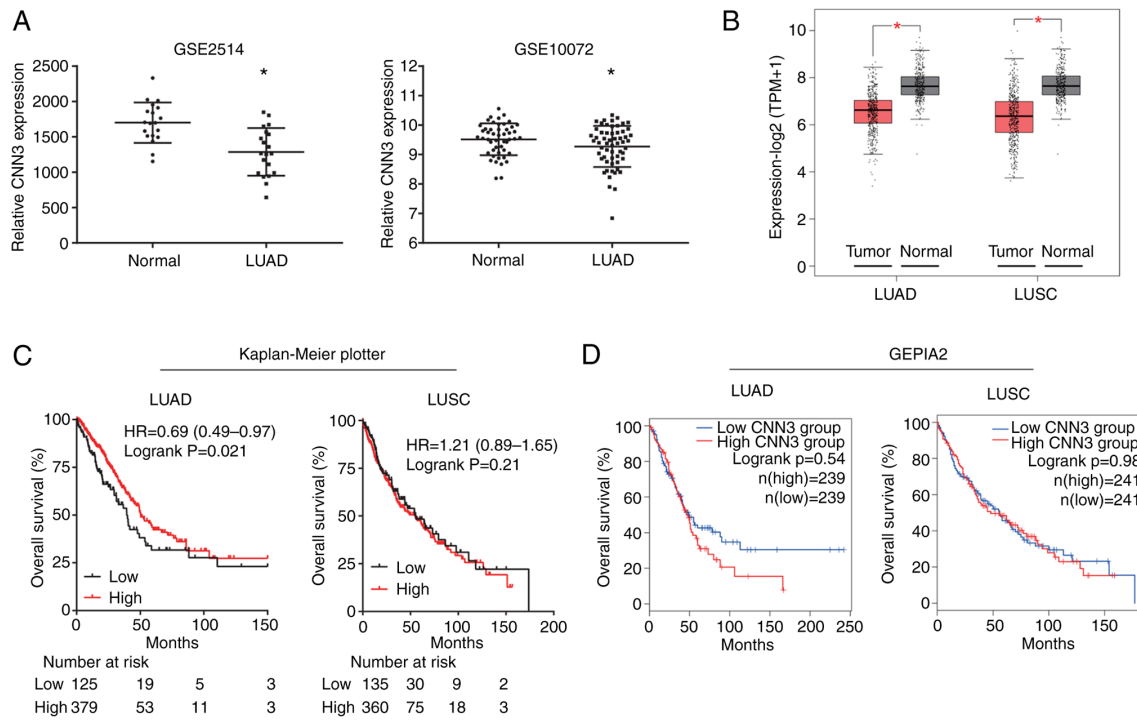 A
GSE2514
Relative CNN3 expression
2500
2000
1500
1000
500
0
*
Normal
LUAD
GSE10072
Relative CNN3 expression
12
11
10
9
8
7
6
*
Normal
LUAD
B
Expression-log2 (TPM+1)
10
8
6
4
2
0
*
*
Tumor
Normal
Tumor
Normal
LUAD
LUSC
C
Kaplan-Meier plotter
LUAD
Overall survival (%)
100
75
50
25
0
HR=0.69 (0.49–0.97)
Logrank P=0.021
Low
High
0
50
100
150
Months
Number at risk
Low 125 19 5 3
High 379 53 11 3
LUSC
Overall survival (%)
100
75
50
25
0
HR=1.21 (0.89–1.65)
Logrank P=0.21
Low
High
0
50
100
150
200
Months
Number at risk
Low 135 30 9 2
High 360 75 18 3
D
GEPIA2
LUAD
Overall survival (%)
100
80
60
40
20
0
Low CNN3 group
High CNN3 group
Logrank p=0.54
n(high)=239
n(low)=239
0
50
100
150
200
250
Months
LUSC
Overall survival (%)
100
80
60
40
20
0
Low CNN3 group
High CNN3 group
Logrank p=0.98
n(high)=241
n(low)=241
0
50
100
150
Months